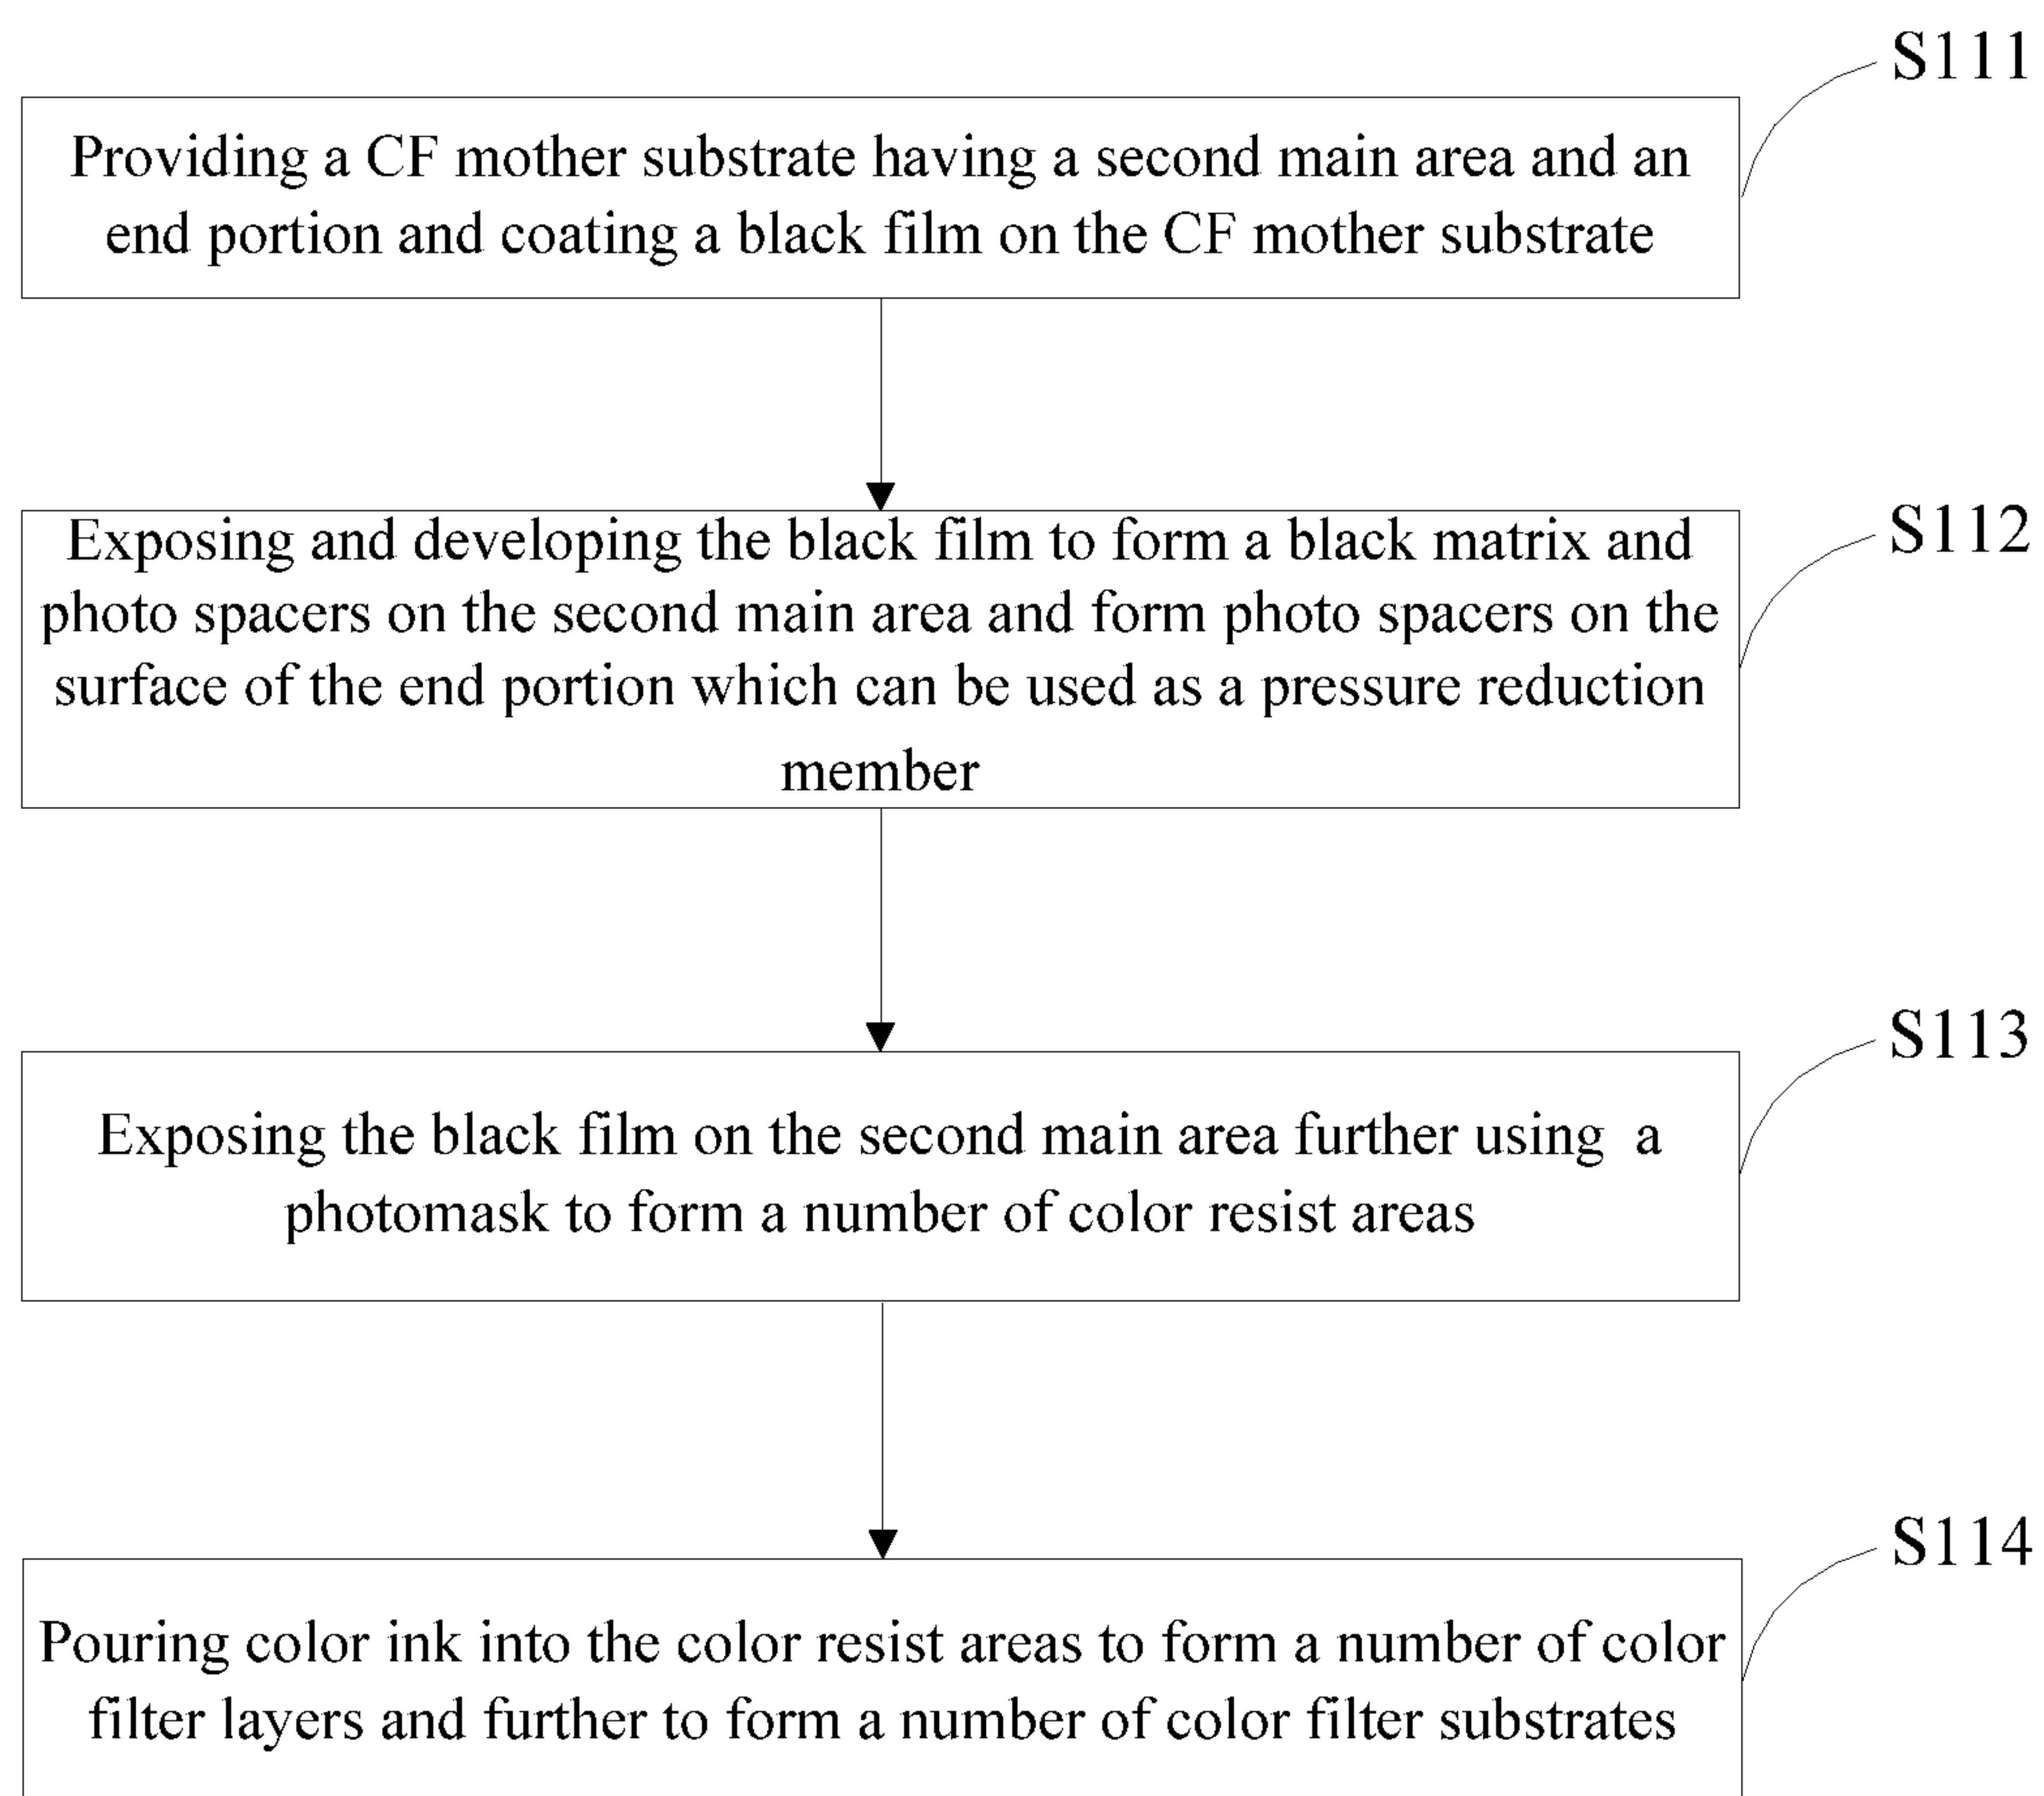 S111
Providing a CF mother substrate having a second main area and an
end portion and coating a black film on the CF mother substrate
S112
Exposing and developing the black film to form a black matrix and
photo spacers on the second main area and form photo spacers on the
surface of the end portion which can be used as a pressure reduction
member
S113
Exposing the black film on the second main area further using a
photomask to form a number of color resist areas
S114
Pouring color ink into the color resist areas to form a number of color
filter layers and further to form a number of color filter substrates